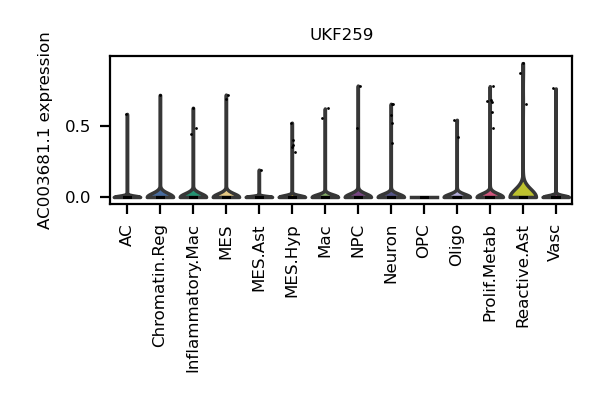 UKF259
AC003681.1 expression
0.5
0.0
AC
Chromatin.Reg
Inflammatory.Mac
MES
MES.Ast
MES.Hyp
Mac
NPC
Neuron
OPC
Oligo
Prolif.Metab
Reactive.Ast
Vasc